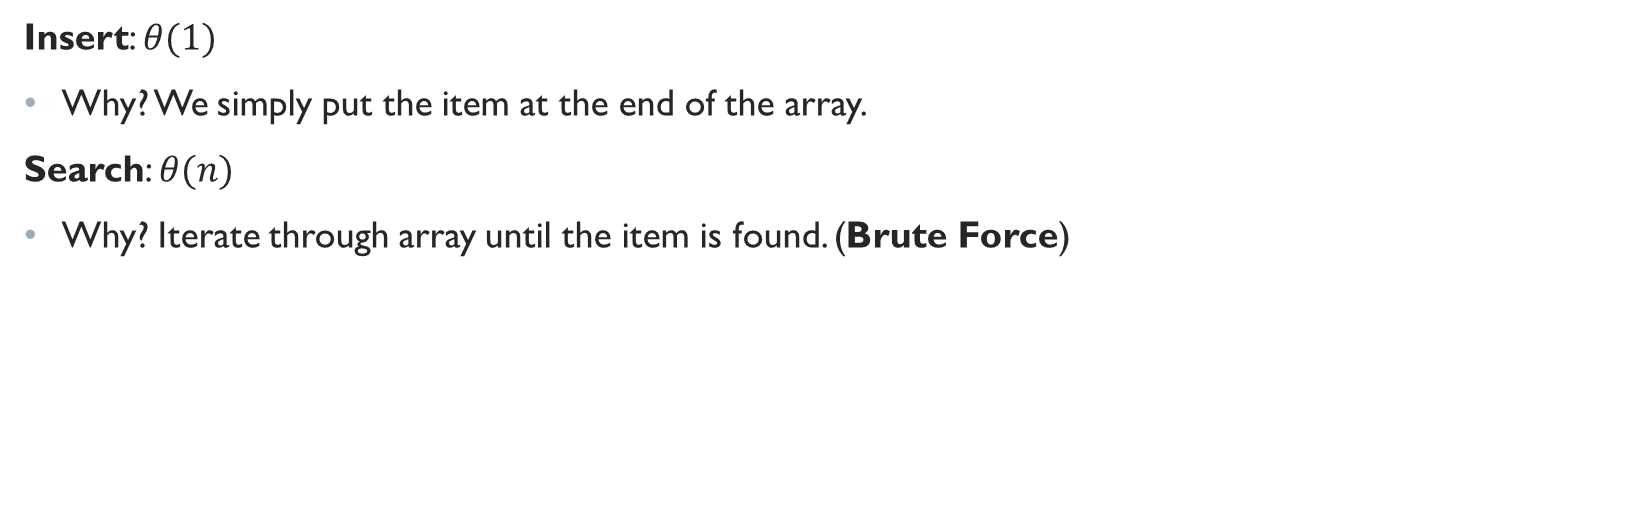 Insert: θ(1)
• Why? We simply put the item at the end of the array.
Search: θ(n)
• Why? Iterate through array until the item is found. (Brute Force)